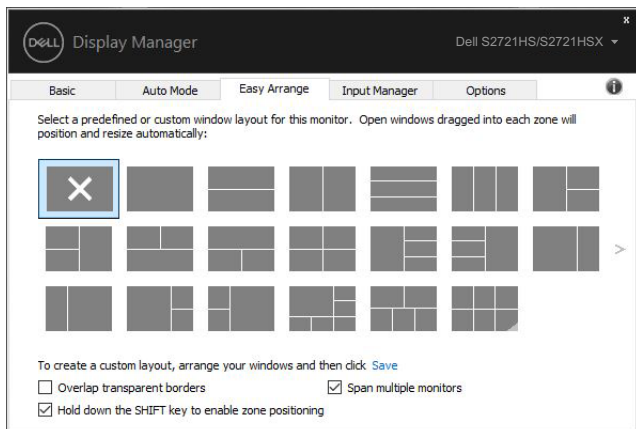 x
DELL Display Manager Dell S2721HS/S2721HSX
Basic Auto Mode Easy Arrange Input Manager Options
Select a predefined or custom window layout for this monitor. Open windows dragged into each zone will
position and resize automatically:
To create a custom layout, arrange your windows and then click Save
Overlap transparent borders Span multiple monitors
Hold down the SHIFT key to enable zone positioning